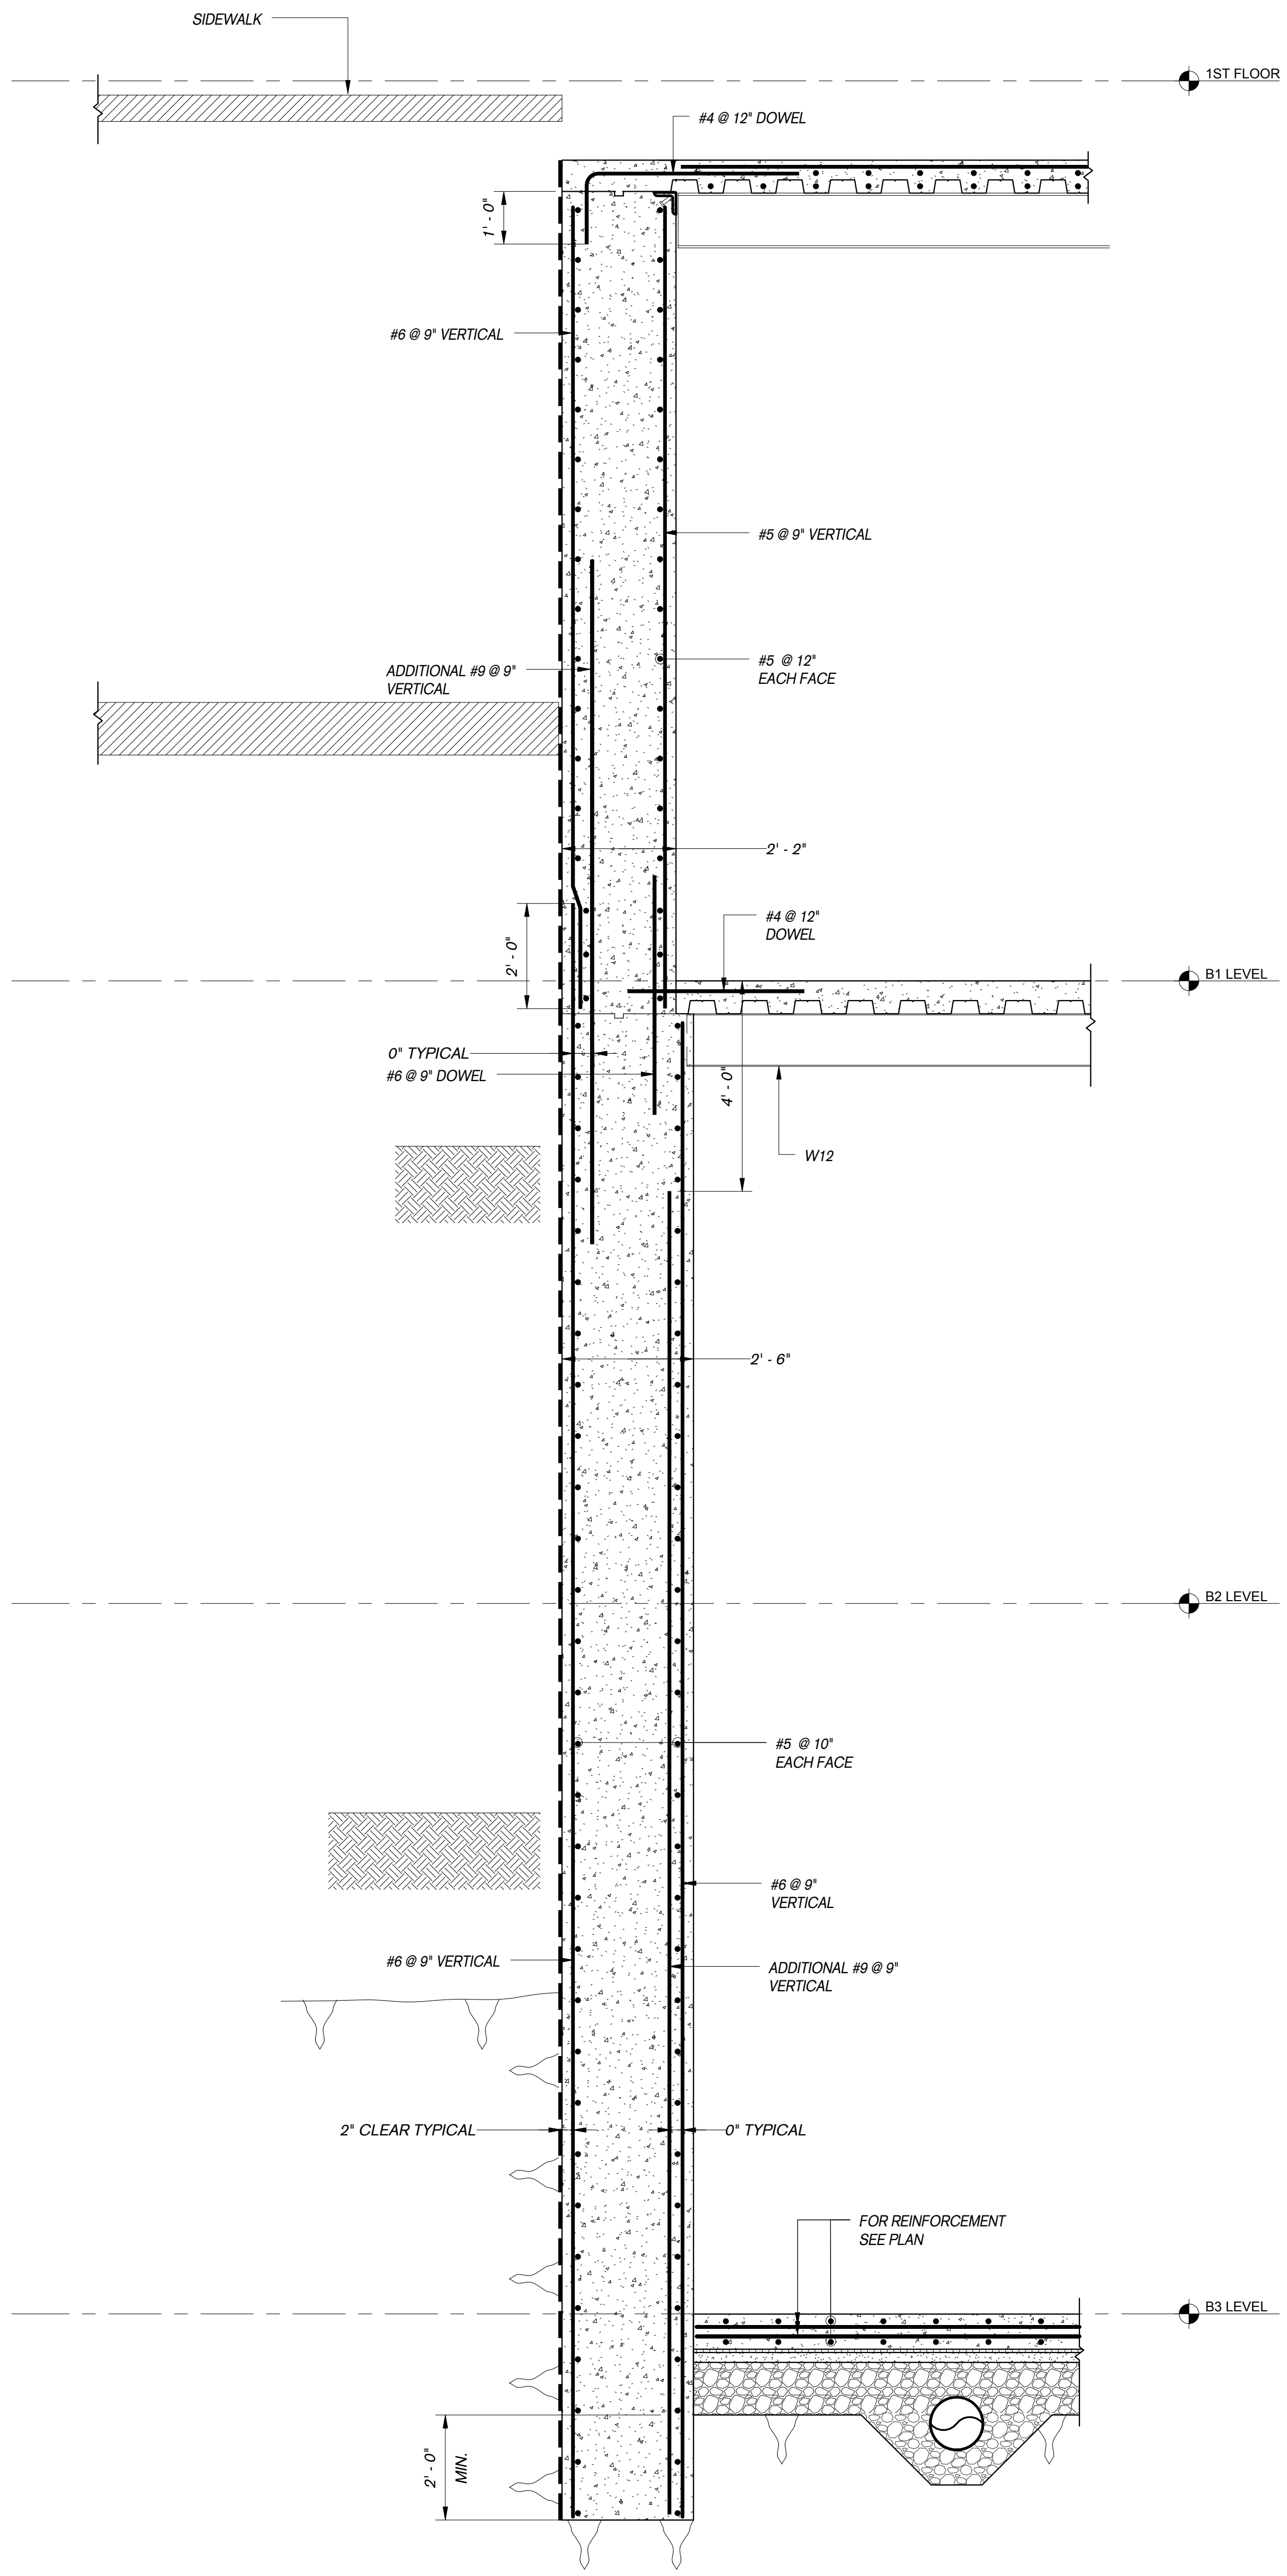 SIDEWALK
1ST FLOOR
#4 @ 12" DOWEL
1' - 0"
#6 @ 9" VERTICAL
#5 @ 9" VERTICAL
#5 @ 12"
EACH FACE
ADDITIONAL #9 @ 9"
VERTICAL
2' - 2"
#4 @ 12"
DOWEL
2' - 0"
B1 LEVEL
0" TYPICAL
#6 @ 9" DOWEL
4' - 0"
W12
2' - 6"
B2 LEVEL
#5 @ 10"
EACH FACE
#6 @ 9"
VERTICAL
#6 @ 9" VERTICAL
ADDITIONAL #9 @ 9"
VERTICAL
2" CLEAR TYPICAL
0" TYPICAL
FOR REINFORCEMENT
SEE PLAN
B3 LEVEL
2' - 0"
MIN.